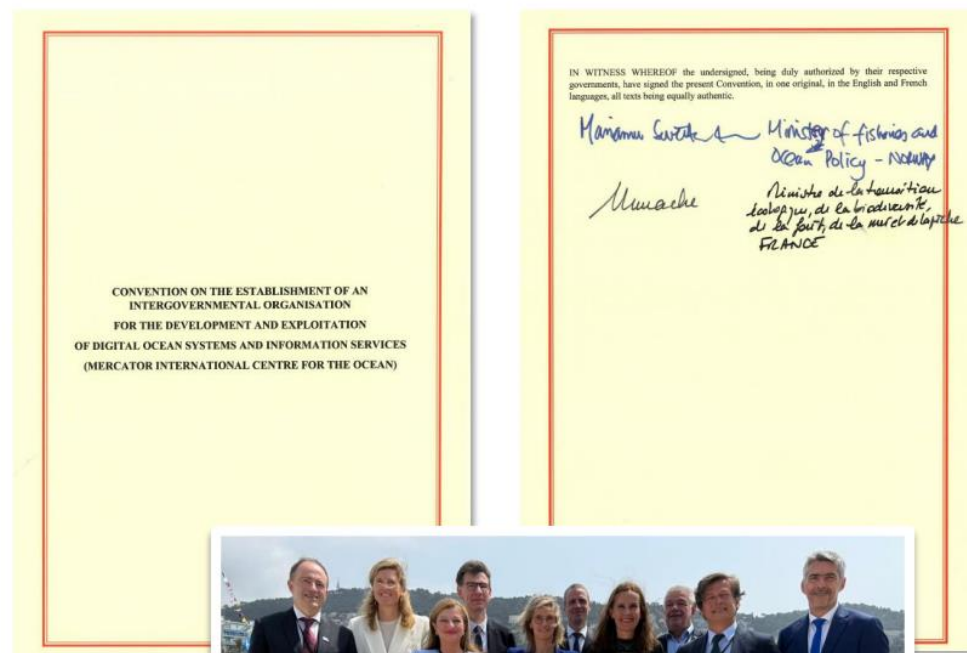 CONVENTION ON THE ESTABLISHMENT OF AN
INTERGOVERNMENTAL ORGANISATION
FOR THE DEVELOPMENT AND EXPLOITATION
OF DIGITAL OCEAN SYSTEMS AND INFORMATION SERVICES
(MERCATOR INTERNATIONAL CENTRE FOR THE OCEAN)
IN WITNESS WHEREOF the undersigned, being duly authorized by their respective
governments, have signed the present Convention, in one original, in the English and French
languages, all texts being equally authentic.
Minister of fisheries and
Ocean Policy - NORWAY
Ministre de la transition
écologique, de la biodiversité,
de la forêt, de la mer et de la pêche
FRANCE